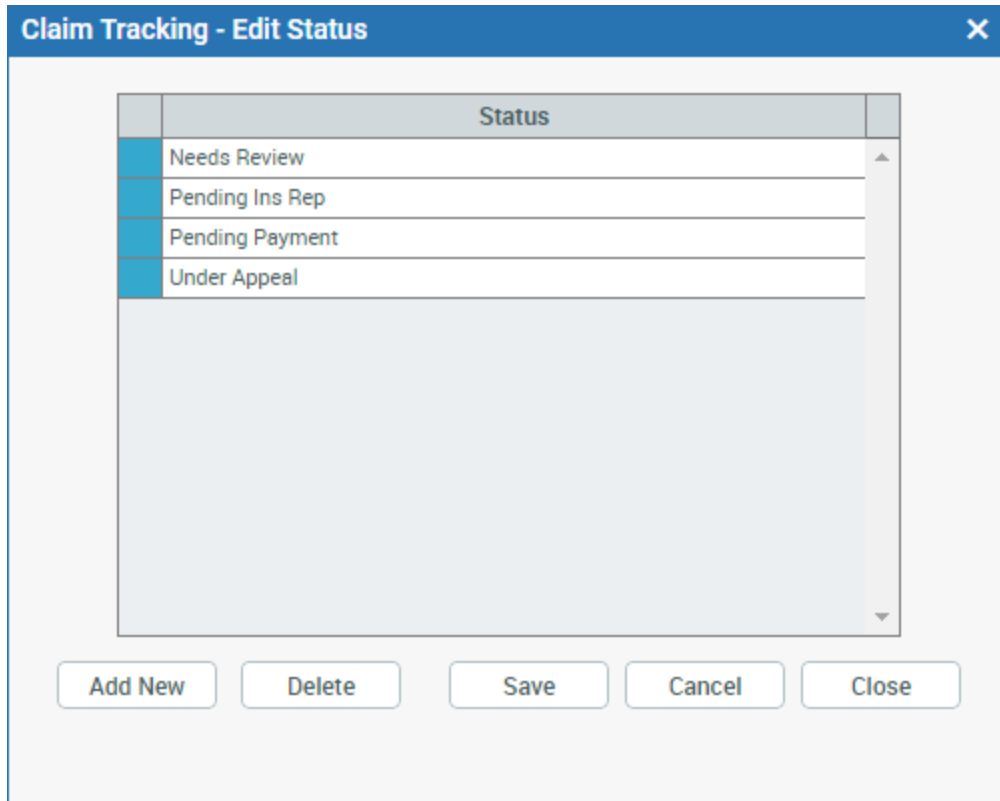 Claim Tracking - Edit Status
Status
Needs Review
Pending Ins Rep
Pending Payment
Under Appeal
Add New Delete Save Cancel Close